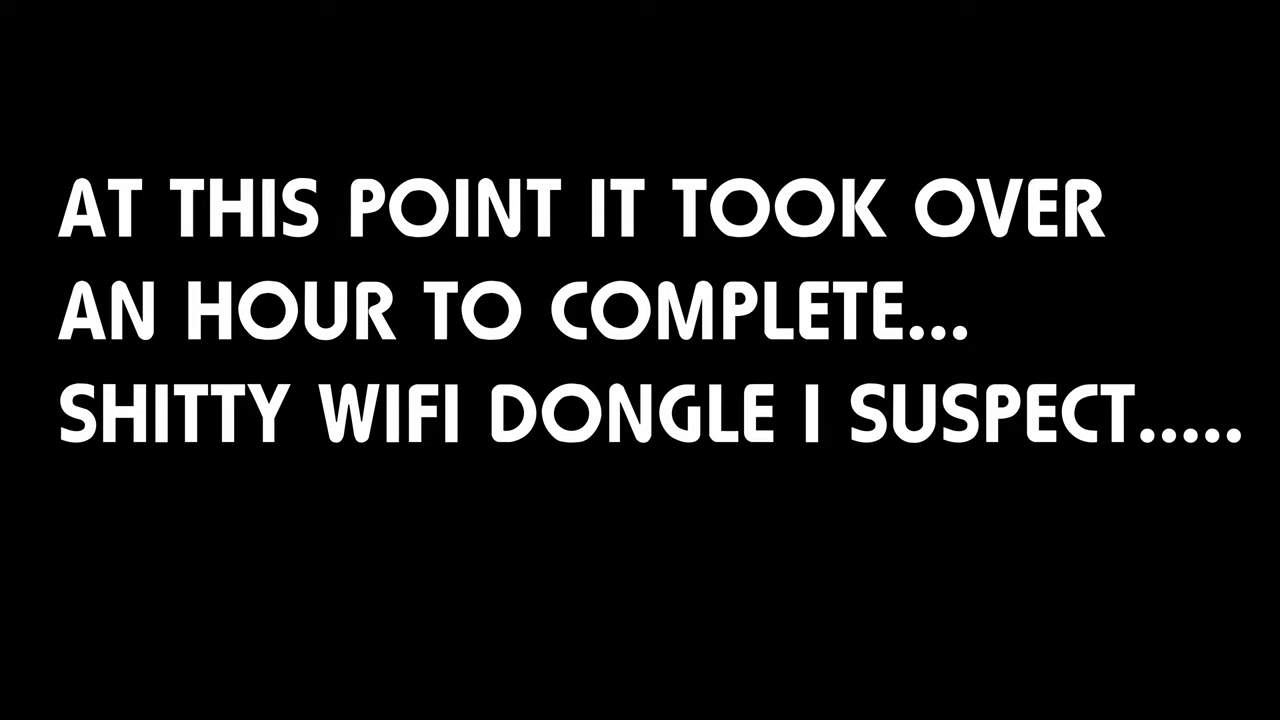 AT THIS POINT IT TOOK OVER
AN HOUR TO COMPLETE...
SHITTY WIFI DONGLE I SUSPECT.....